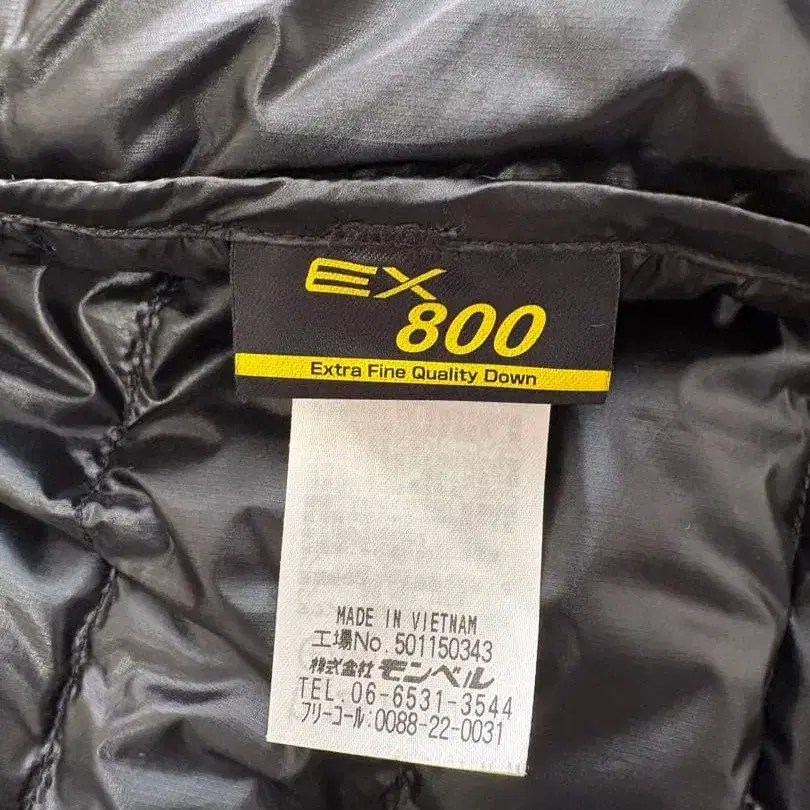 EX
800
Extra Fine Quality Down
MADE IN VIETNAM
工場No.501150343
株式会社 モンベル
TEL.06-6531-3544
フリーコール:0088-22-0031